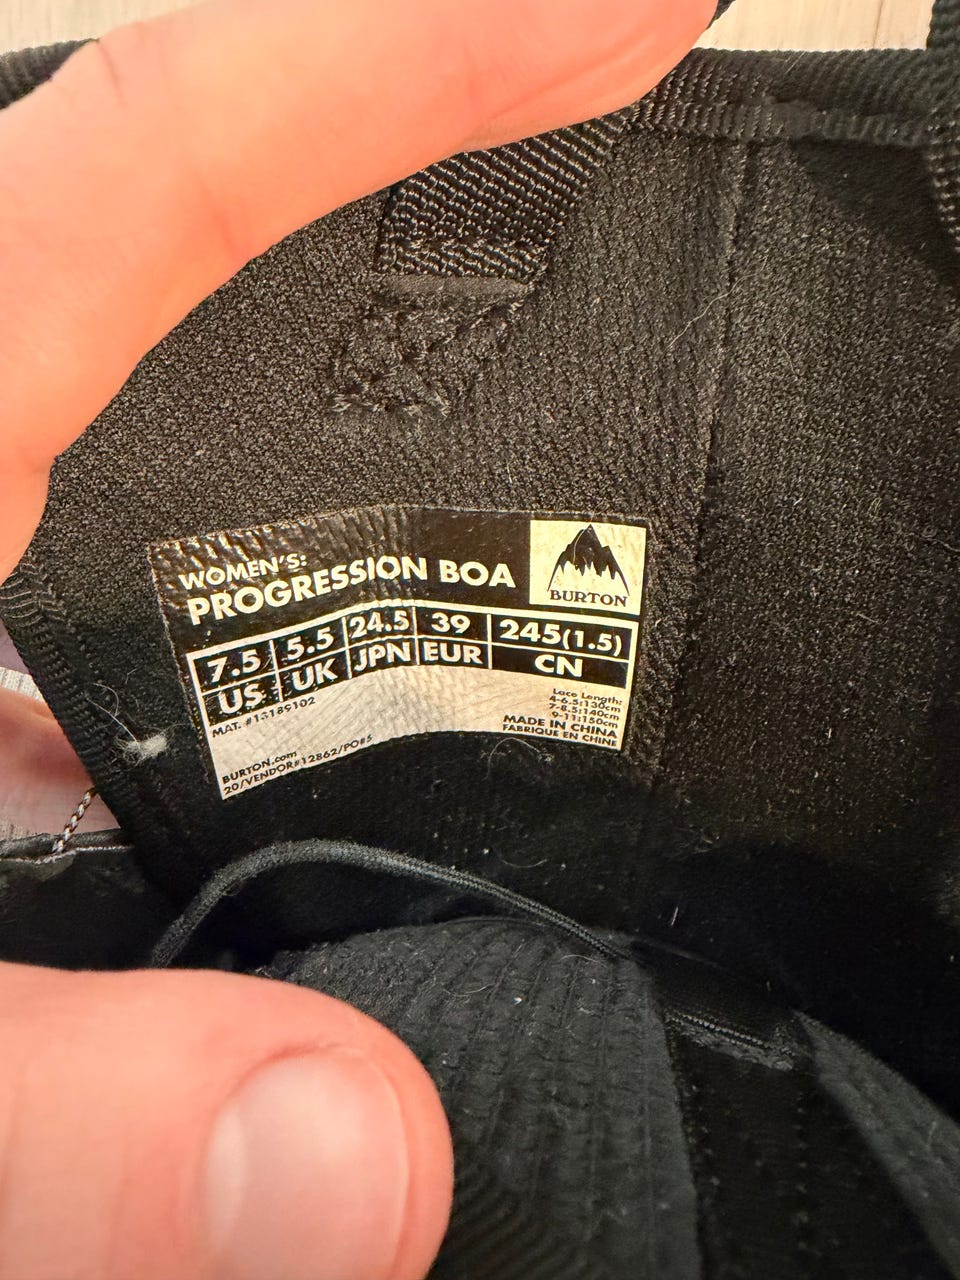 WOMEN'S:
PROGRESSION BOA
BURTON
7.5 5.5 24.5 39 245(1.5)
US UK JPN EUR CN
MAT. #13189102
Lace Length:
4-6.5:130cm
7-8.5:140cm
9-11:150cm
MADE IN CHINA
FABRIQUE EN CHINE
BURTON.com
20/VENDOR#12862/PO#5